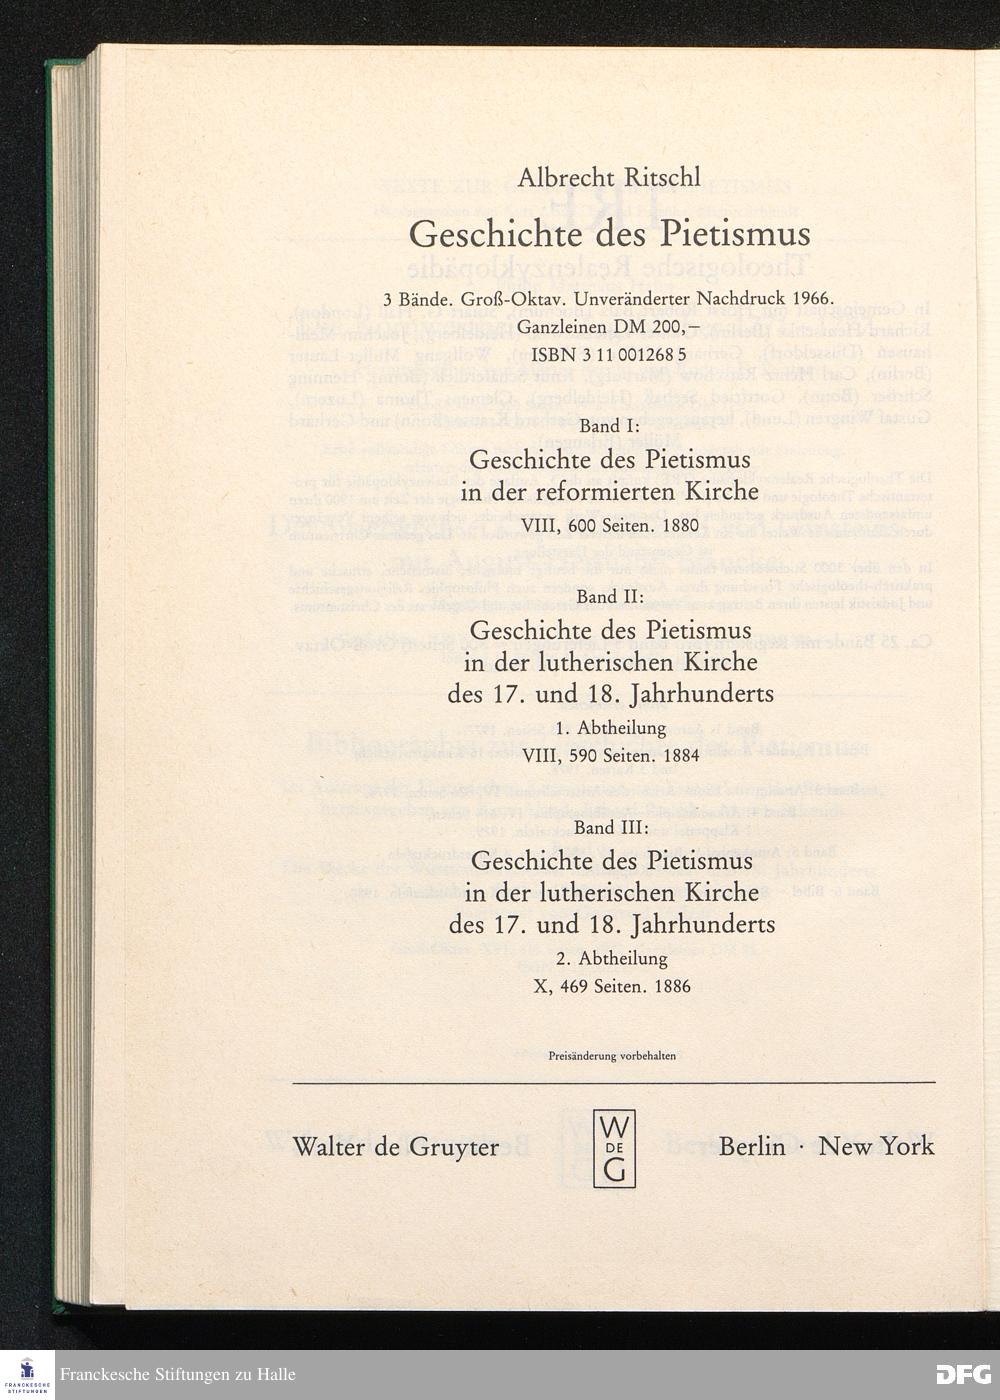 Albrecht Ritschl
Geschichte des Pietismus
3 Bände. Groß-Oktav. Unveränderter Nachdruck 1966.
Ganzleinen DM 200,—
ISBN 3 11 001268 5
Band I:
Geschichte des Pietismus
in der reformierten Kirche
VIII, 600 Seiten. 1880
Band II:
Geschichte des Pietismus
in der lutherischen Kirche
des 17. und 18. Jahrhunderts
1. Abtheilung
VIII, 590 Seiten. 1884
Band III:
Geschichte des Pietismus
in der lutherischen Kirche
des 17. und 18. Jahrhunderts
2. Abtheilung
X, 469 Seiten. 1886
Preisänderung vorbehalten
Walter de Gruyter
W
DE
G
Berlin · New York
FRANCKESCHE
STIFTUNGEN
Franckesche Stiftungen zu Halle
DFG